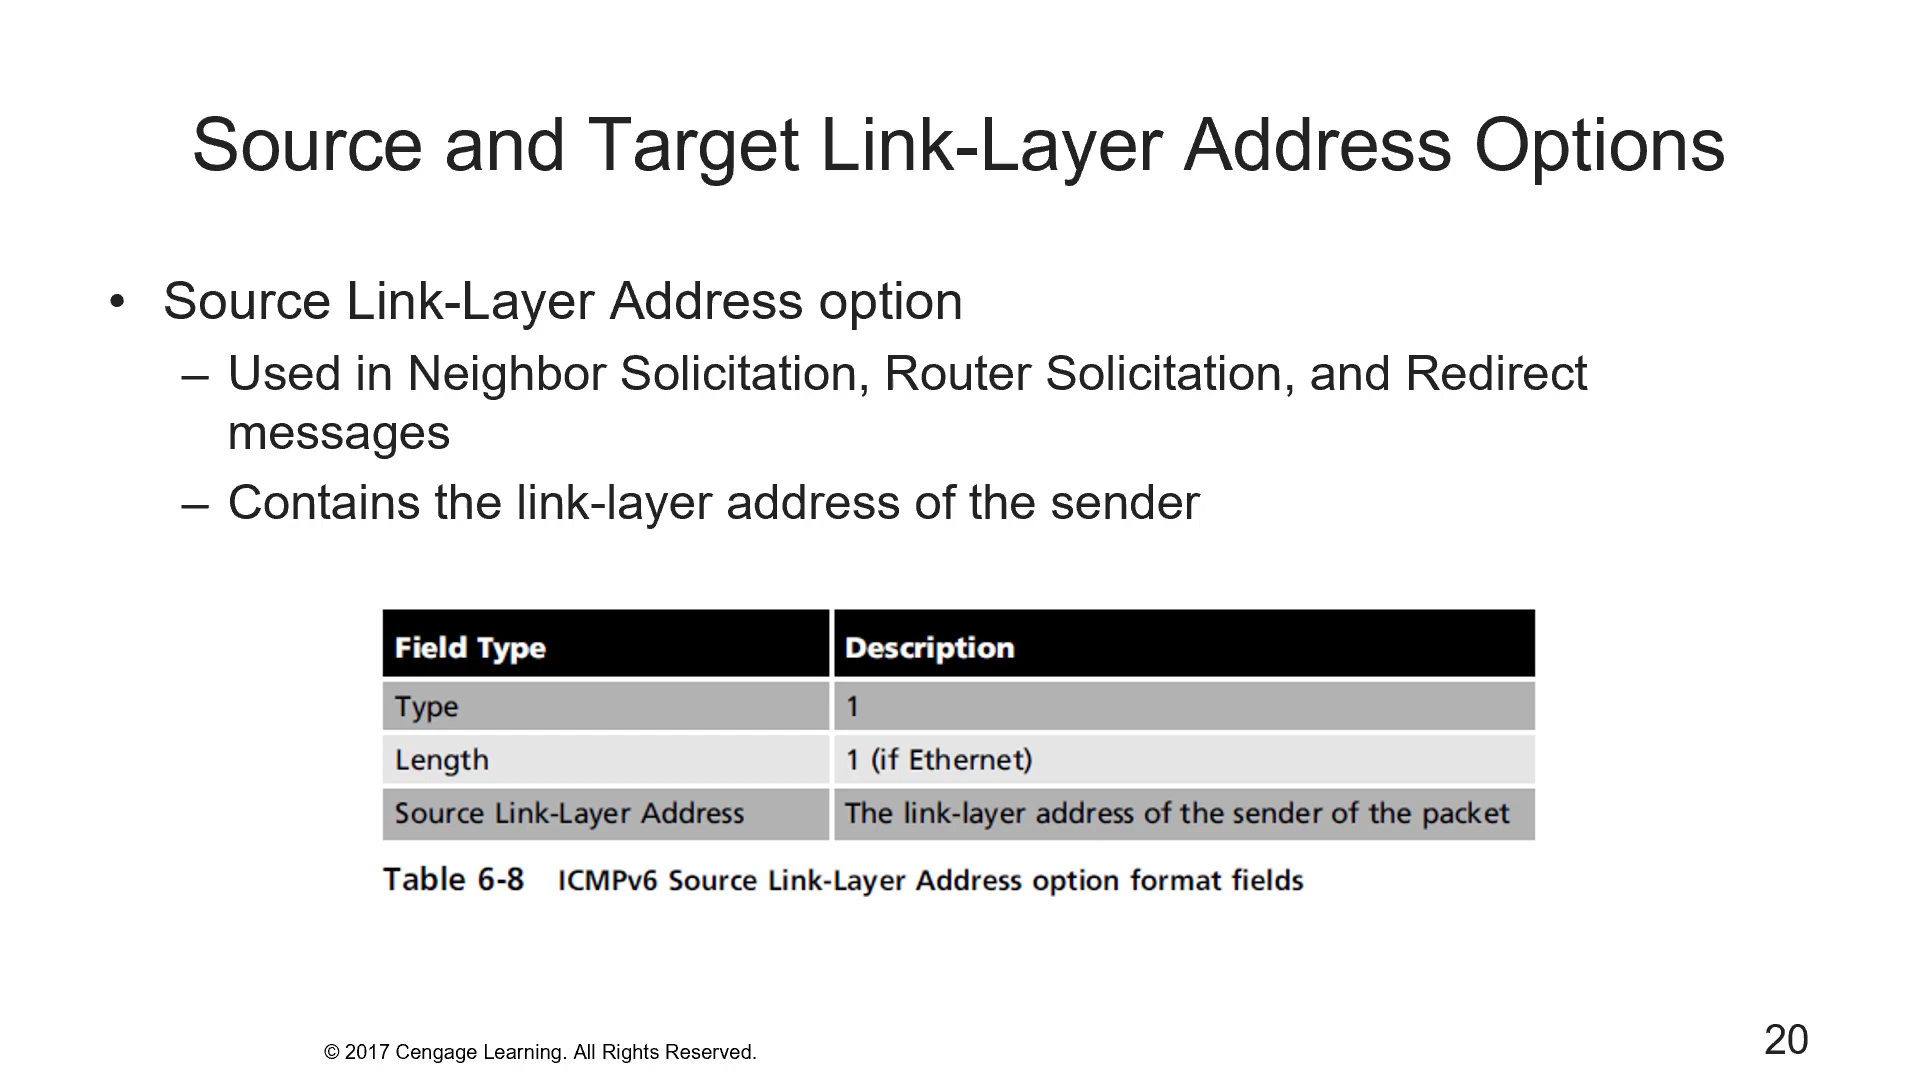 Source and Target Link-Layer Address Options
• Source Link-Layer Address option
– Used in Neighbor Solicitation, Router Solicitation, and Redirect
messages
– Contains the link-layer address of the sender
Field Type Description
Type 1
Length 1 (if Ethernet)
Source Link-Layer Address The link-layer address of the sender of the packet
Table 6-8 ICMPv6 Source Link-Layer Address option format fields
© 2017 Cengage Learning. All Rights Reserved.
20